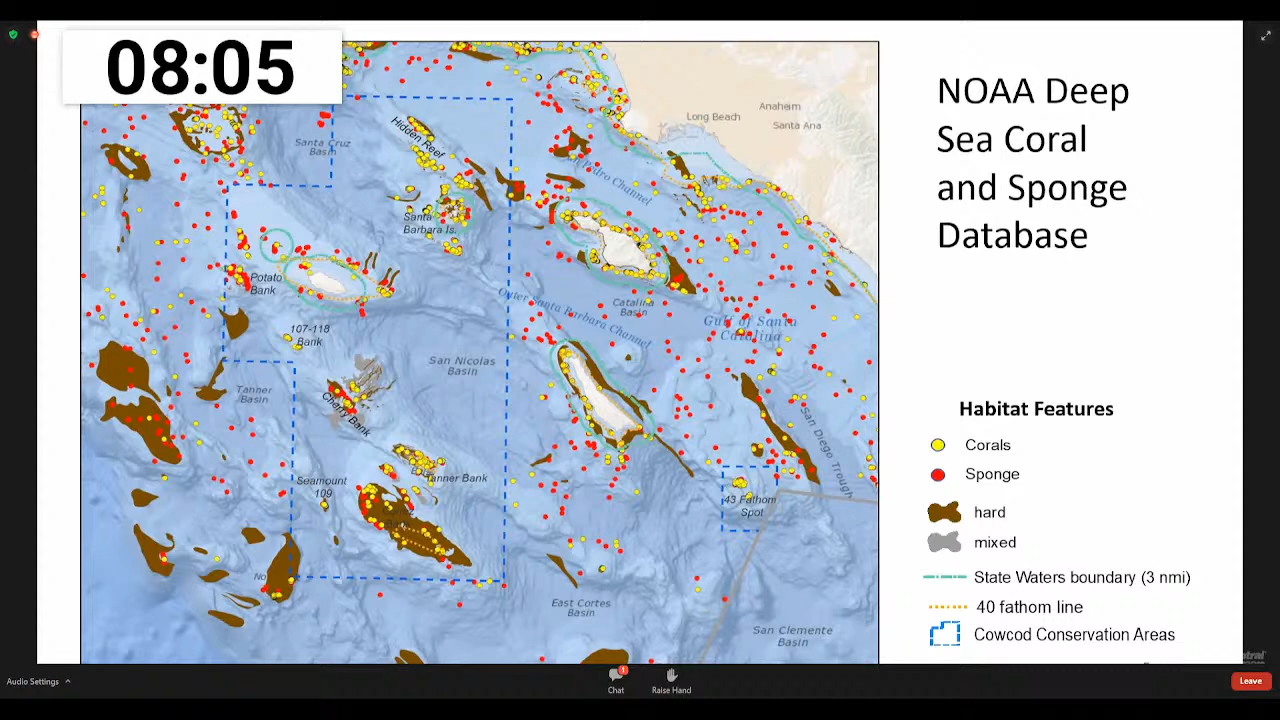 08:05
NOAA Deep
Sea Coral
and Sponge
Database
Long Beach
Anaheim
Santa Ana
Santa Cruz
Basin
Hidden Reef
Pedro Channel
Santa
Barbara Is.
Potato
Bank
107-118
Bank
Outer Santa Barbara Channel
Catalina
Basin
Gulf of Santa
Catalina
San Nicolas
Basin
Tanner
Basin
Cherry Bank
San Diego Trough
Tanner Bank
Seamount
109
43 Fathom
Spot
East Cortes
Basin
San Clemente
Basin
Habitat Features
Corals
Sponge
hard
mixed
State Waters boundary (3 nmi)
40 fathom line
Cowcod Conservation Areas
Audio Settings
1
Chat
Raise Hand
Leave